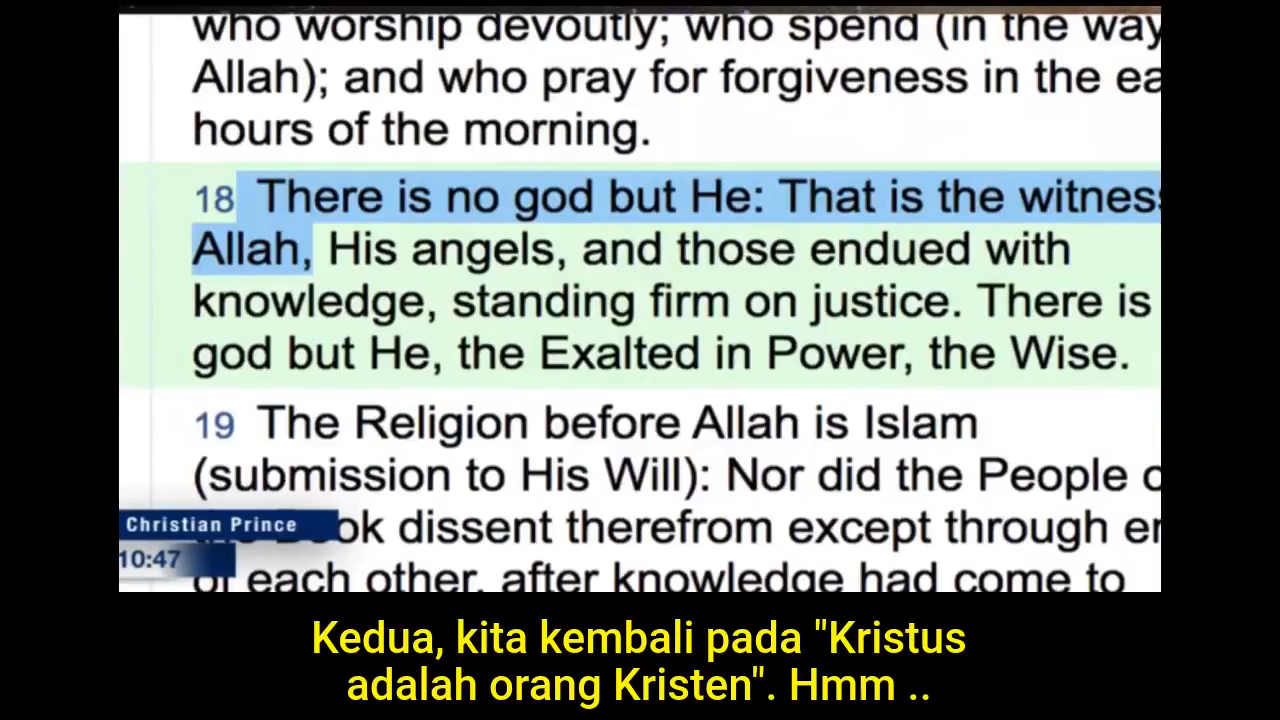 who worship devoutly; who spend (in the way
Allah); and who pray for forgiveness in the ea
hours of the morning.
18 There is no god but He: That is the witness
Allah, His angels, and those endued with
knowledge, standing firm on justice. There is
god but He, the Exalted in Power, the Wise.
19 The Religion before Allah is Islam
(submission to His Will): Nor did the People o
Christian Prince
the Book dissent therefrom except through en
10:47
of each other, after knowledge had come to
Kedua, kita kembali pada "Kristus
adalah orang Kristen". Hmm ..